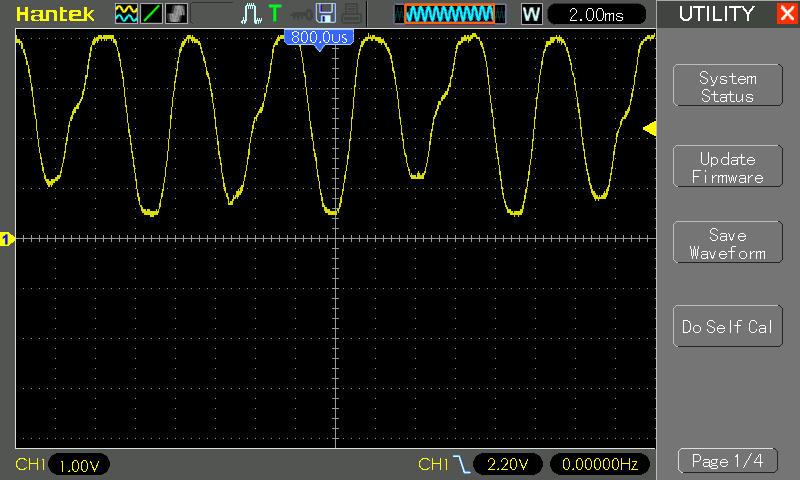 Hantek
T
W
2.00ms
UTILITY
X
800.0us
System
Status
Update
Firmware
Save
Waveform
Do Self Cal
1
CH1 1.00V
CH1 2.20V 0.00000Hz
Page 1/4